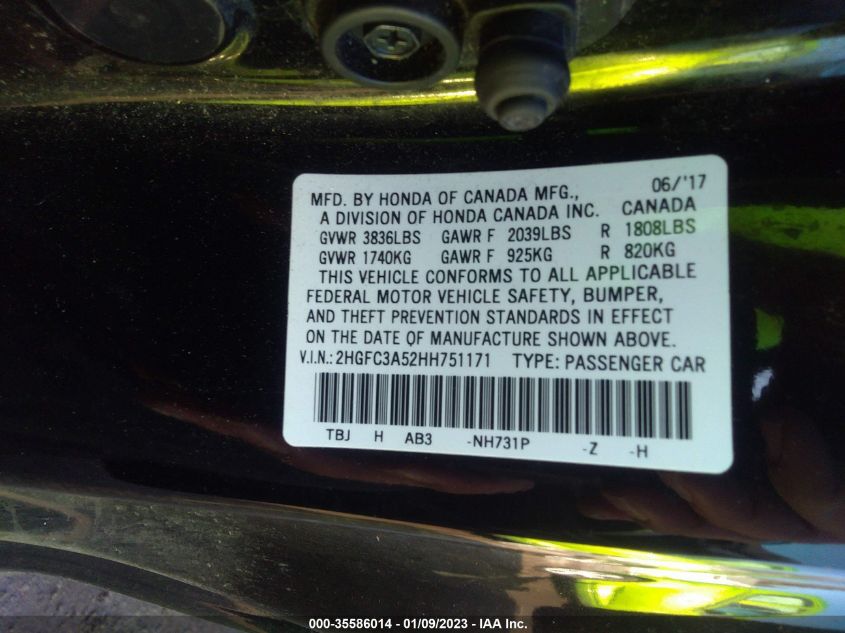 06/'17
MFD. BY HONDA OF CANADA MFG.,
A DIVISION OF HONDA CANADA INC. CANADA
GVWR 3836LBS GAWR F 2039LBS R 1808LBS
GVWR 1740KG GAWR F 925KG R 820KG
THIS VEHICLE CONFORMS TO ALL APPLICABLE
FEDERAL MOTOR VEHICLE SAFETY, BUMPER,
AND THEFT PREVENTION STANDARDS IN EFFECT
ON THE DATE OF MANUFACTURE SHOWN ABOVE.
V.I.N.: 2HGFC3A52HH751171 TYPE: PASSENGER CAR
TBJ H AB3 -NH731P -Z -H
000-35586014 - 01/09/2023 - IAA Inc.